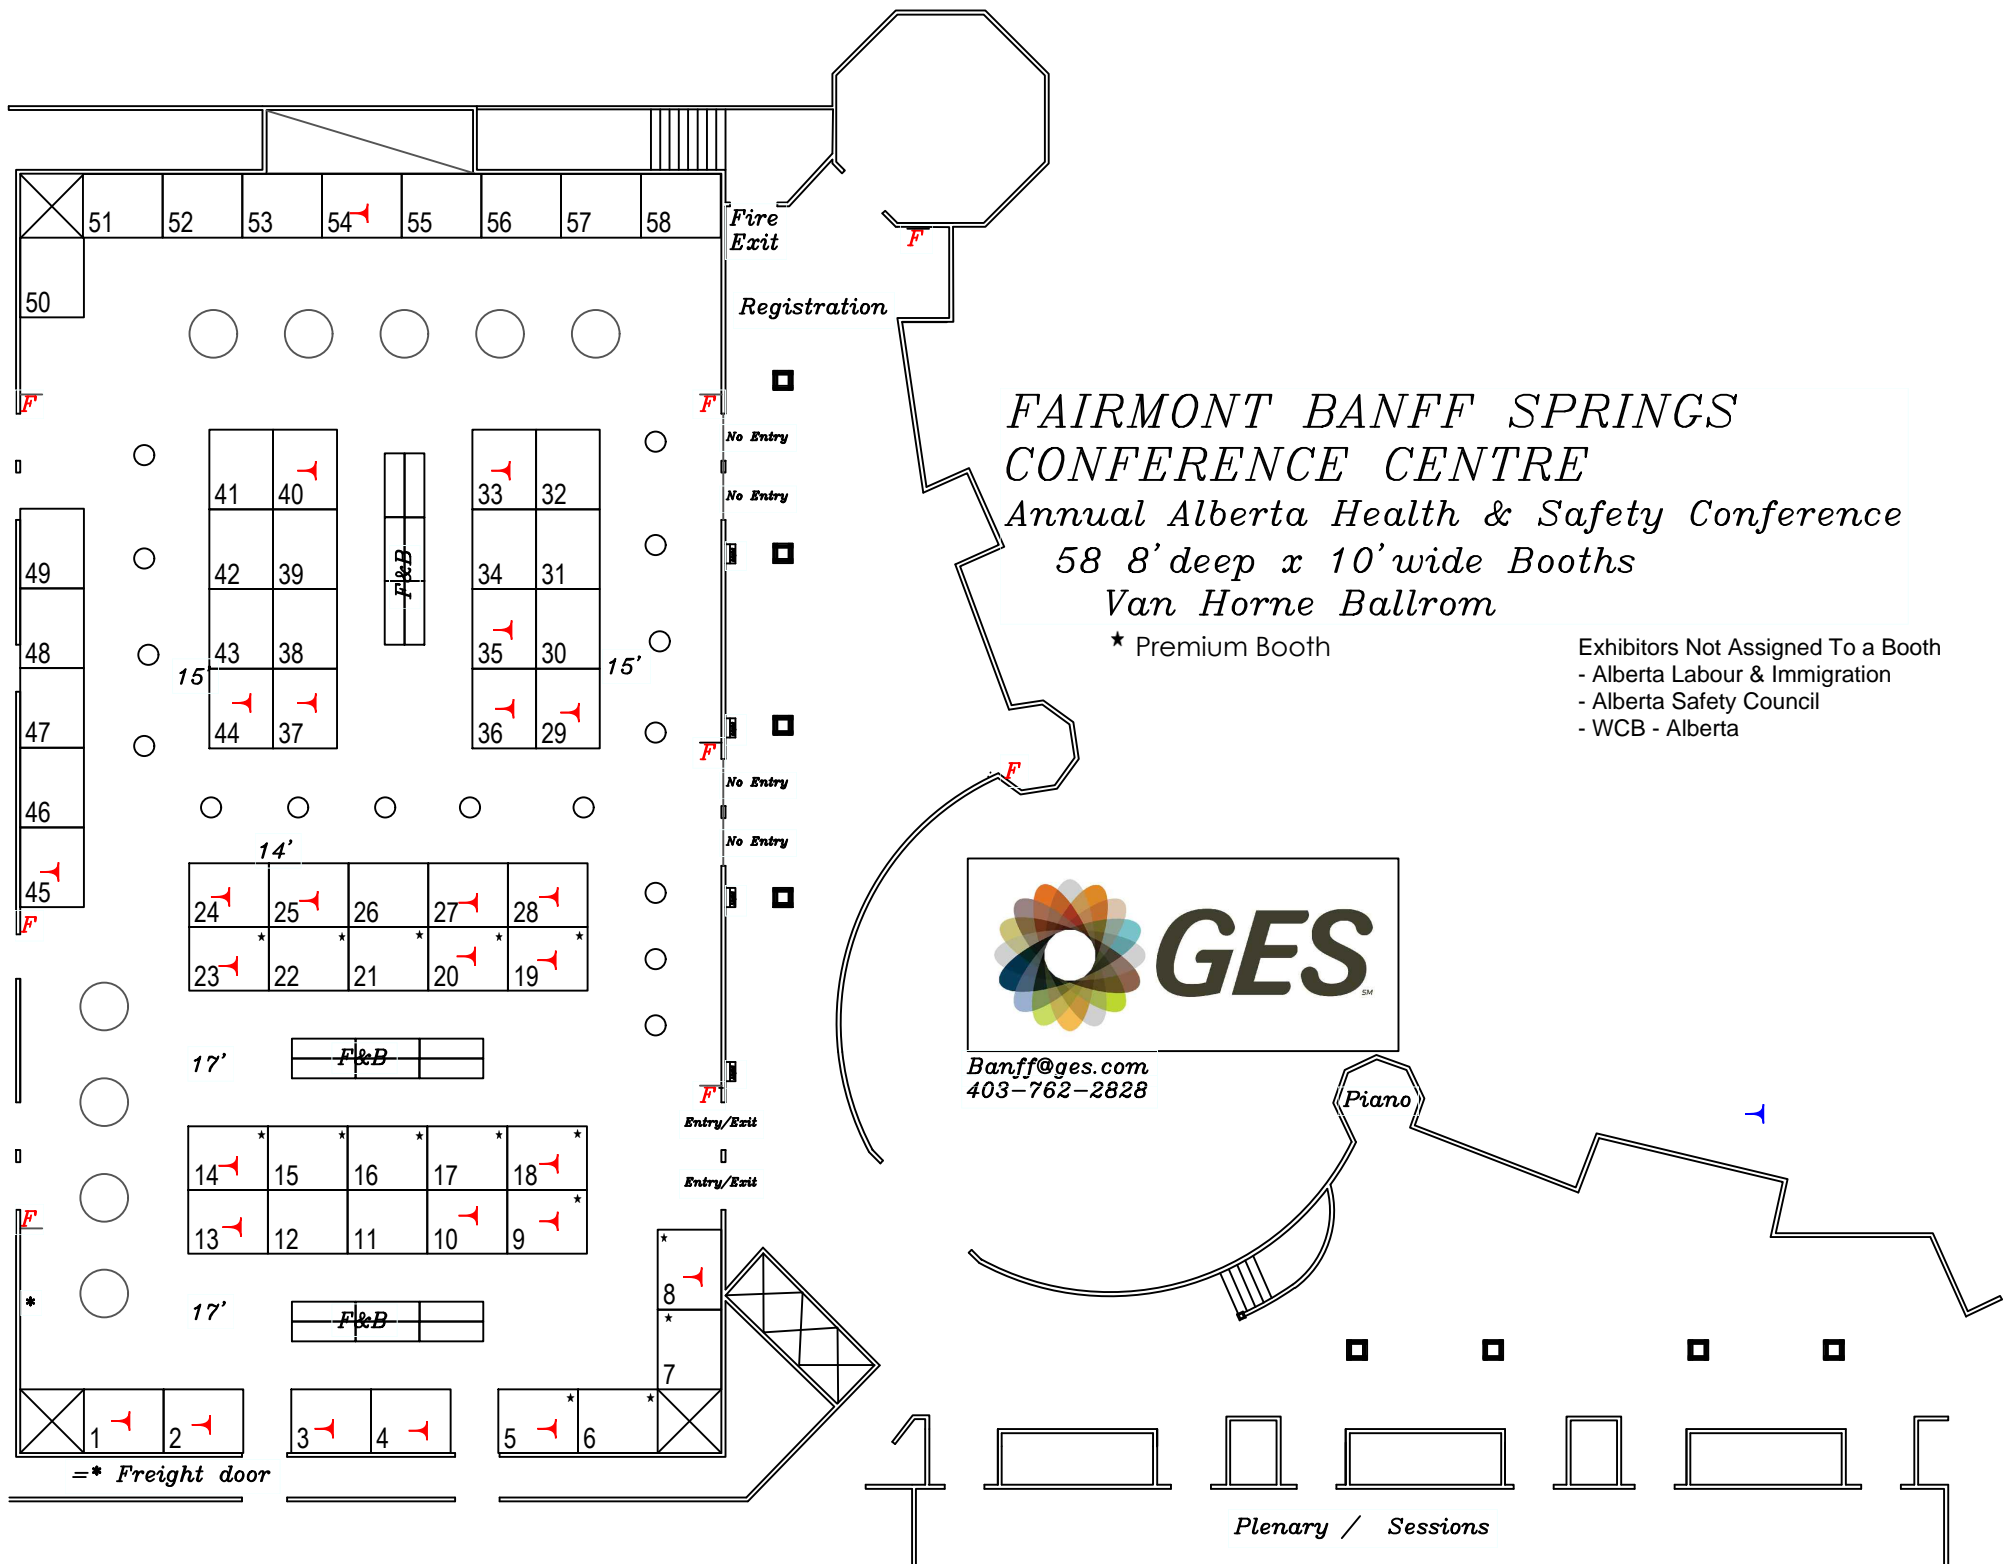 51 52 53 54 55 56 57 58
Fire
Exit
F
50
Registration
F
F
No Entry
FAIRMONT BANFF SPRINGS
CONFERENCE CENTRE
41 40
33 32
No Entry
Annual Alberta Health & Safety Conference
58 8' deep x 10' wide Booths
Van Horne Ballrom
49
42 39
F&B
34 31
★ Premium Booth
Exhibitors Not Assigned To a Booth
- Alberta Labour & Immigration
- Alberta Safety Council
- WCB - Alberta
48
43 38
35 30
15'
15'
47
44 37
36 29
F
F
No Entry
46
No Entry
14'
45
24 25 26 27 28
F
23 22 21 20 19
GES
SM
17'
F&B
Banff@ges.com
403-762-2828
F
Piano
Entry/Exit
14 15 16 17 18
Entry/Exit
F
13 12 11 10 9
8
*
17'
F&B
7
1 2 3 4 5 6
=* Freight door
Plenary / Sessions